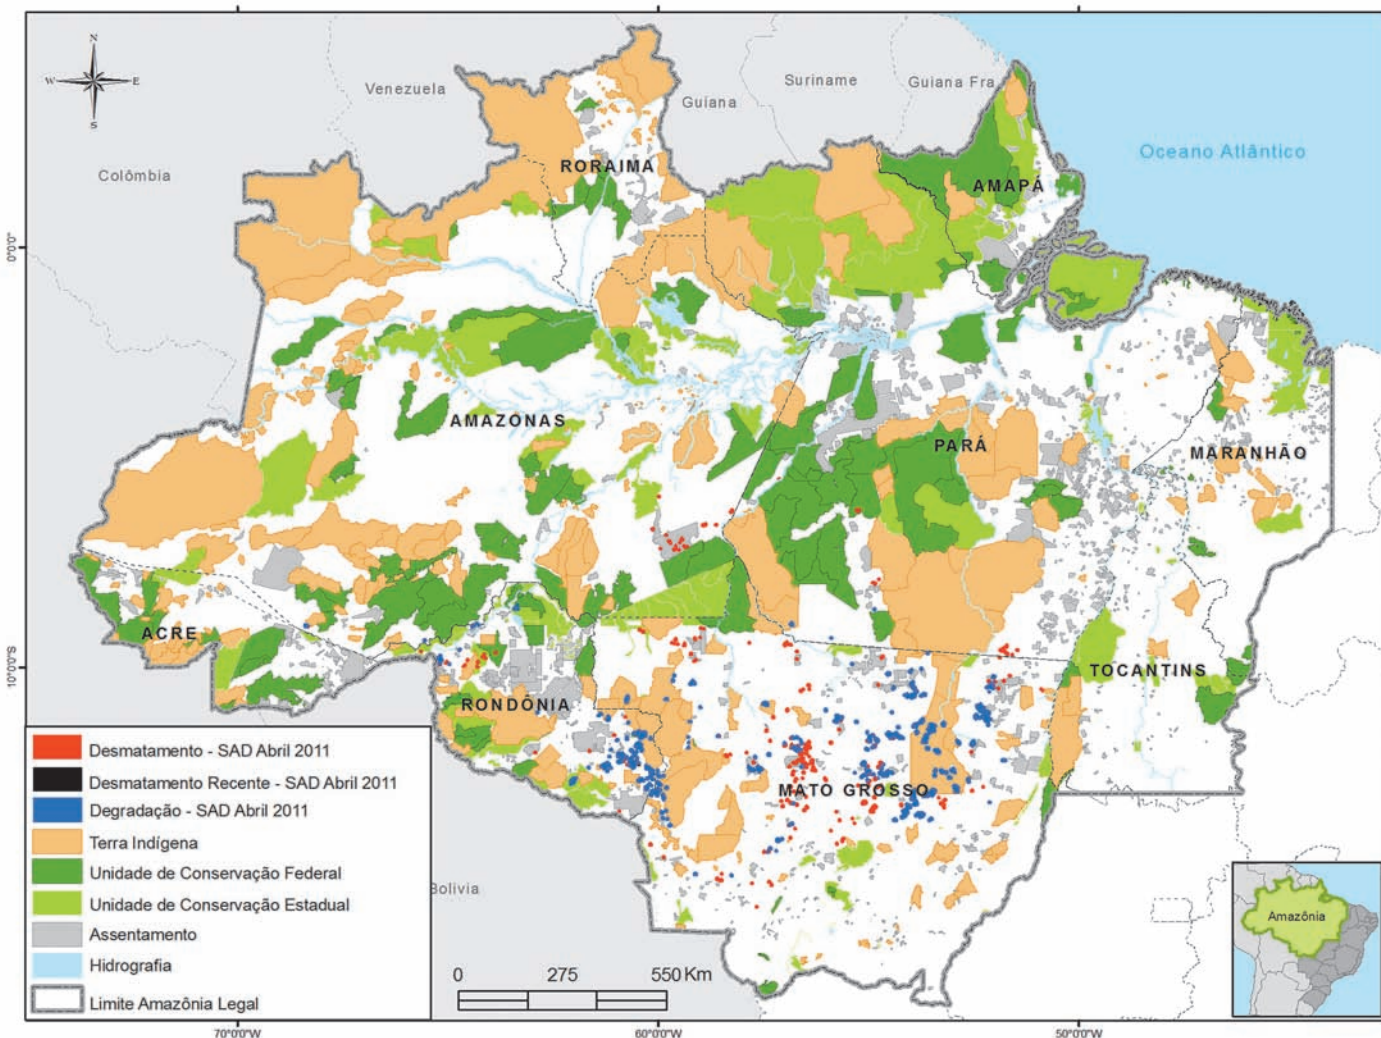 N
W E
S
Venezuela
Suriname
Guiana
Guiana Fra
Colômbia
Oceano Atlântico
RORAIMA
AMAPÁ
0°0'0"
AMAZONAS
PARÁ
MARANHÃO
ACRE
TOCANTINS
10°0'0"S
RONDÔNIA
MATO GROSSO
Bolivia
Desmatamento - SAD Abril 2011
Desmatamento Recente - SAD Abril 2011
Degradação - SAD Abril 2011
Terra Indígena
Unidade de Conservação Federal
Unidade de Conservação Estadual
Assentamento
Hidrografia
Limite Amazônia Legal
0 275 550 Km
Amazônia
70°0'0"W 60°0'0"W 50°0'0"W